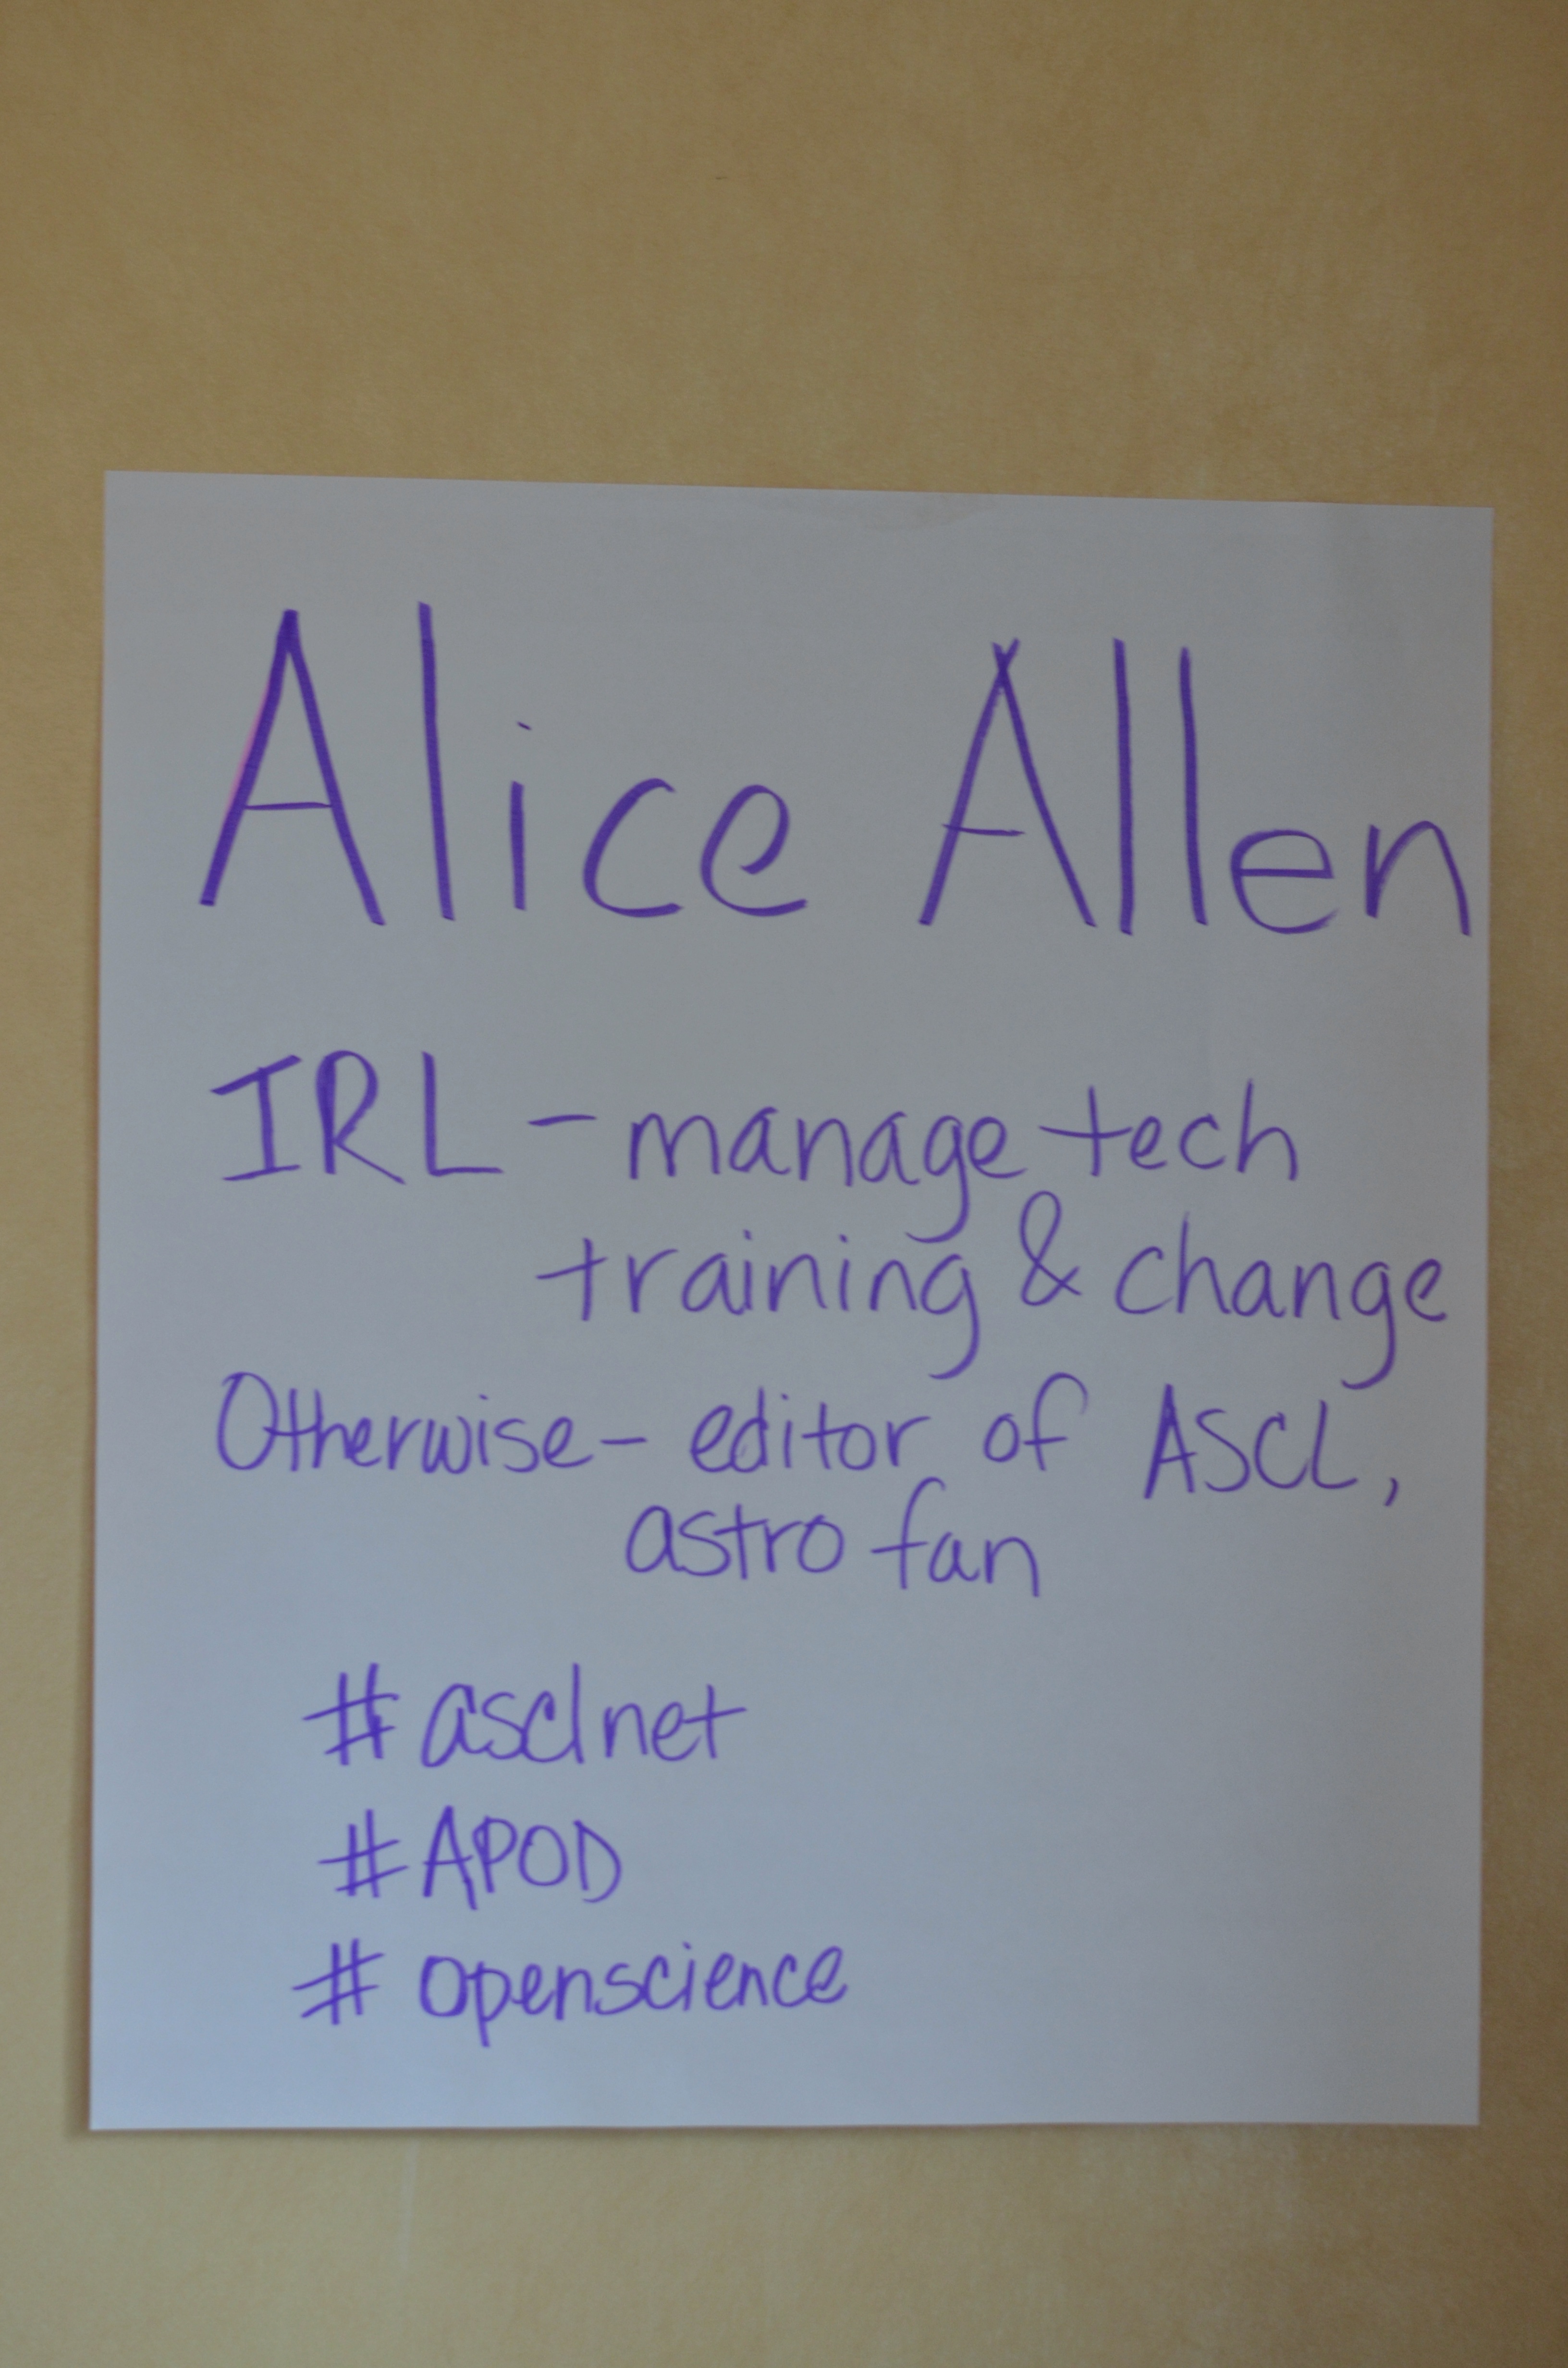 Alice Allen
IRL - manage tech
training & change
Otherwise - editor of ASCL,
astro fan
# asclnet
# APOD
# openscience